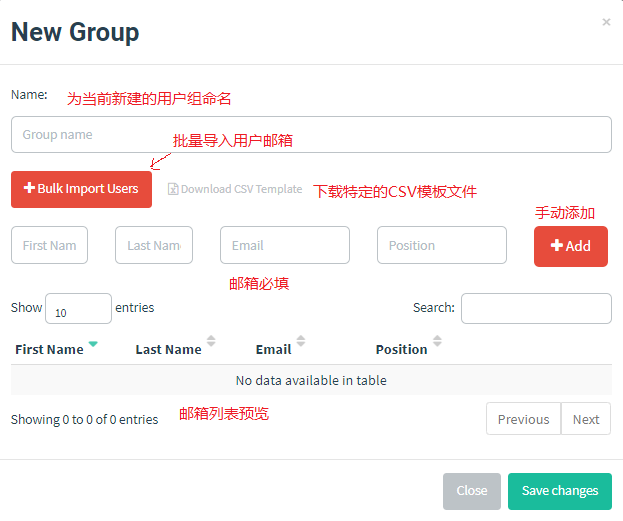 New Group
×
Name: 为当前新建的用户组命名
Group name
批量导入用户邮箱
Bulk Import Users Download CSV Template 下载特定的CSV模板文件
手动添加
First Nam Last Nam Email Position Add
邮箱必填
Show 10 entries Search:
First Name Last Name Email Position
No data available in table
Showing 0 to 0 of 0 entries 邮箱列表预览 Previous Next
Close Save changes